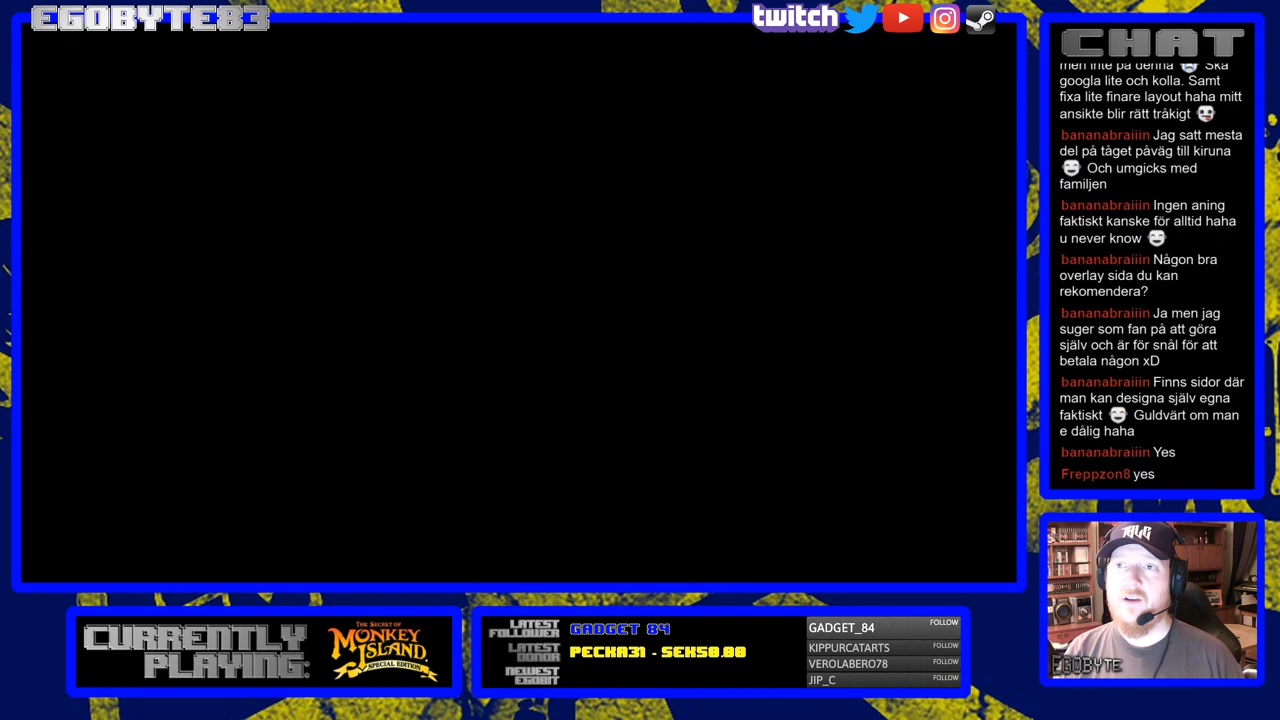 EGOBYTE83
twitch
CHAT
men inte på denna Ska
googla lite och kolla. Samt
fixa lite finare layout haha mitt
ansikte blir rätt tråkigt
bananabraiiin Jag satt mesta
del på tåget påväg till kiruna
Och umgicks med
familjen
bananabraiiin Ingen aning
faktiskt kanske för alltid haha
u never know
bananabraiiin Någon bra
overlay sida du kan
rekomendera?
bananabraiiin Ja men jag
suger som fan på att göra
själv och är för snål för att
betala någon xD
bananabraiiin Finns sidor där
man kan designa själv egna
faktiskt Guldvärt om man
e dålig haha
bananabraiiin Yes
Freppzon8 yes
CURRENTLY
PLAYING:
THE SECRET OF
MONKEY
ISLAND
SPECIAL EDITION
LATEST
FOLLOWER
GADGET 84
LATEST
DONOR
PECKA31 - SEK50.00
NEWEST
EGOBIT
GADGET_84 FOLLOW
KIPPURCATARTS FOLLOW
VEROLABERO78 FOLLOW
JIP_C FOLLOW
EGOBYTE